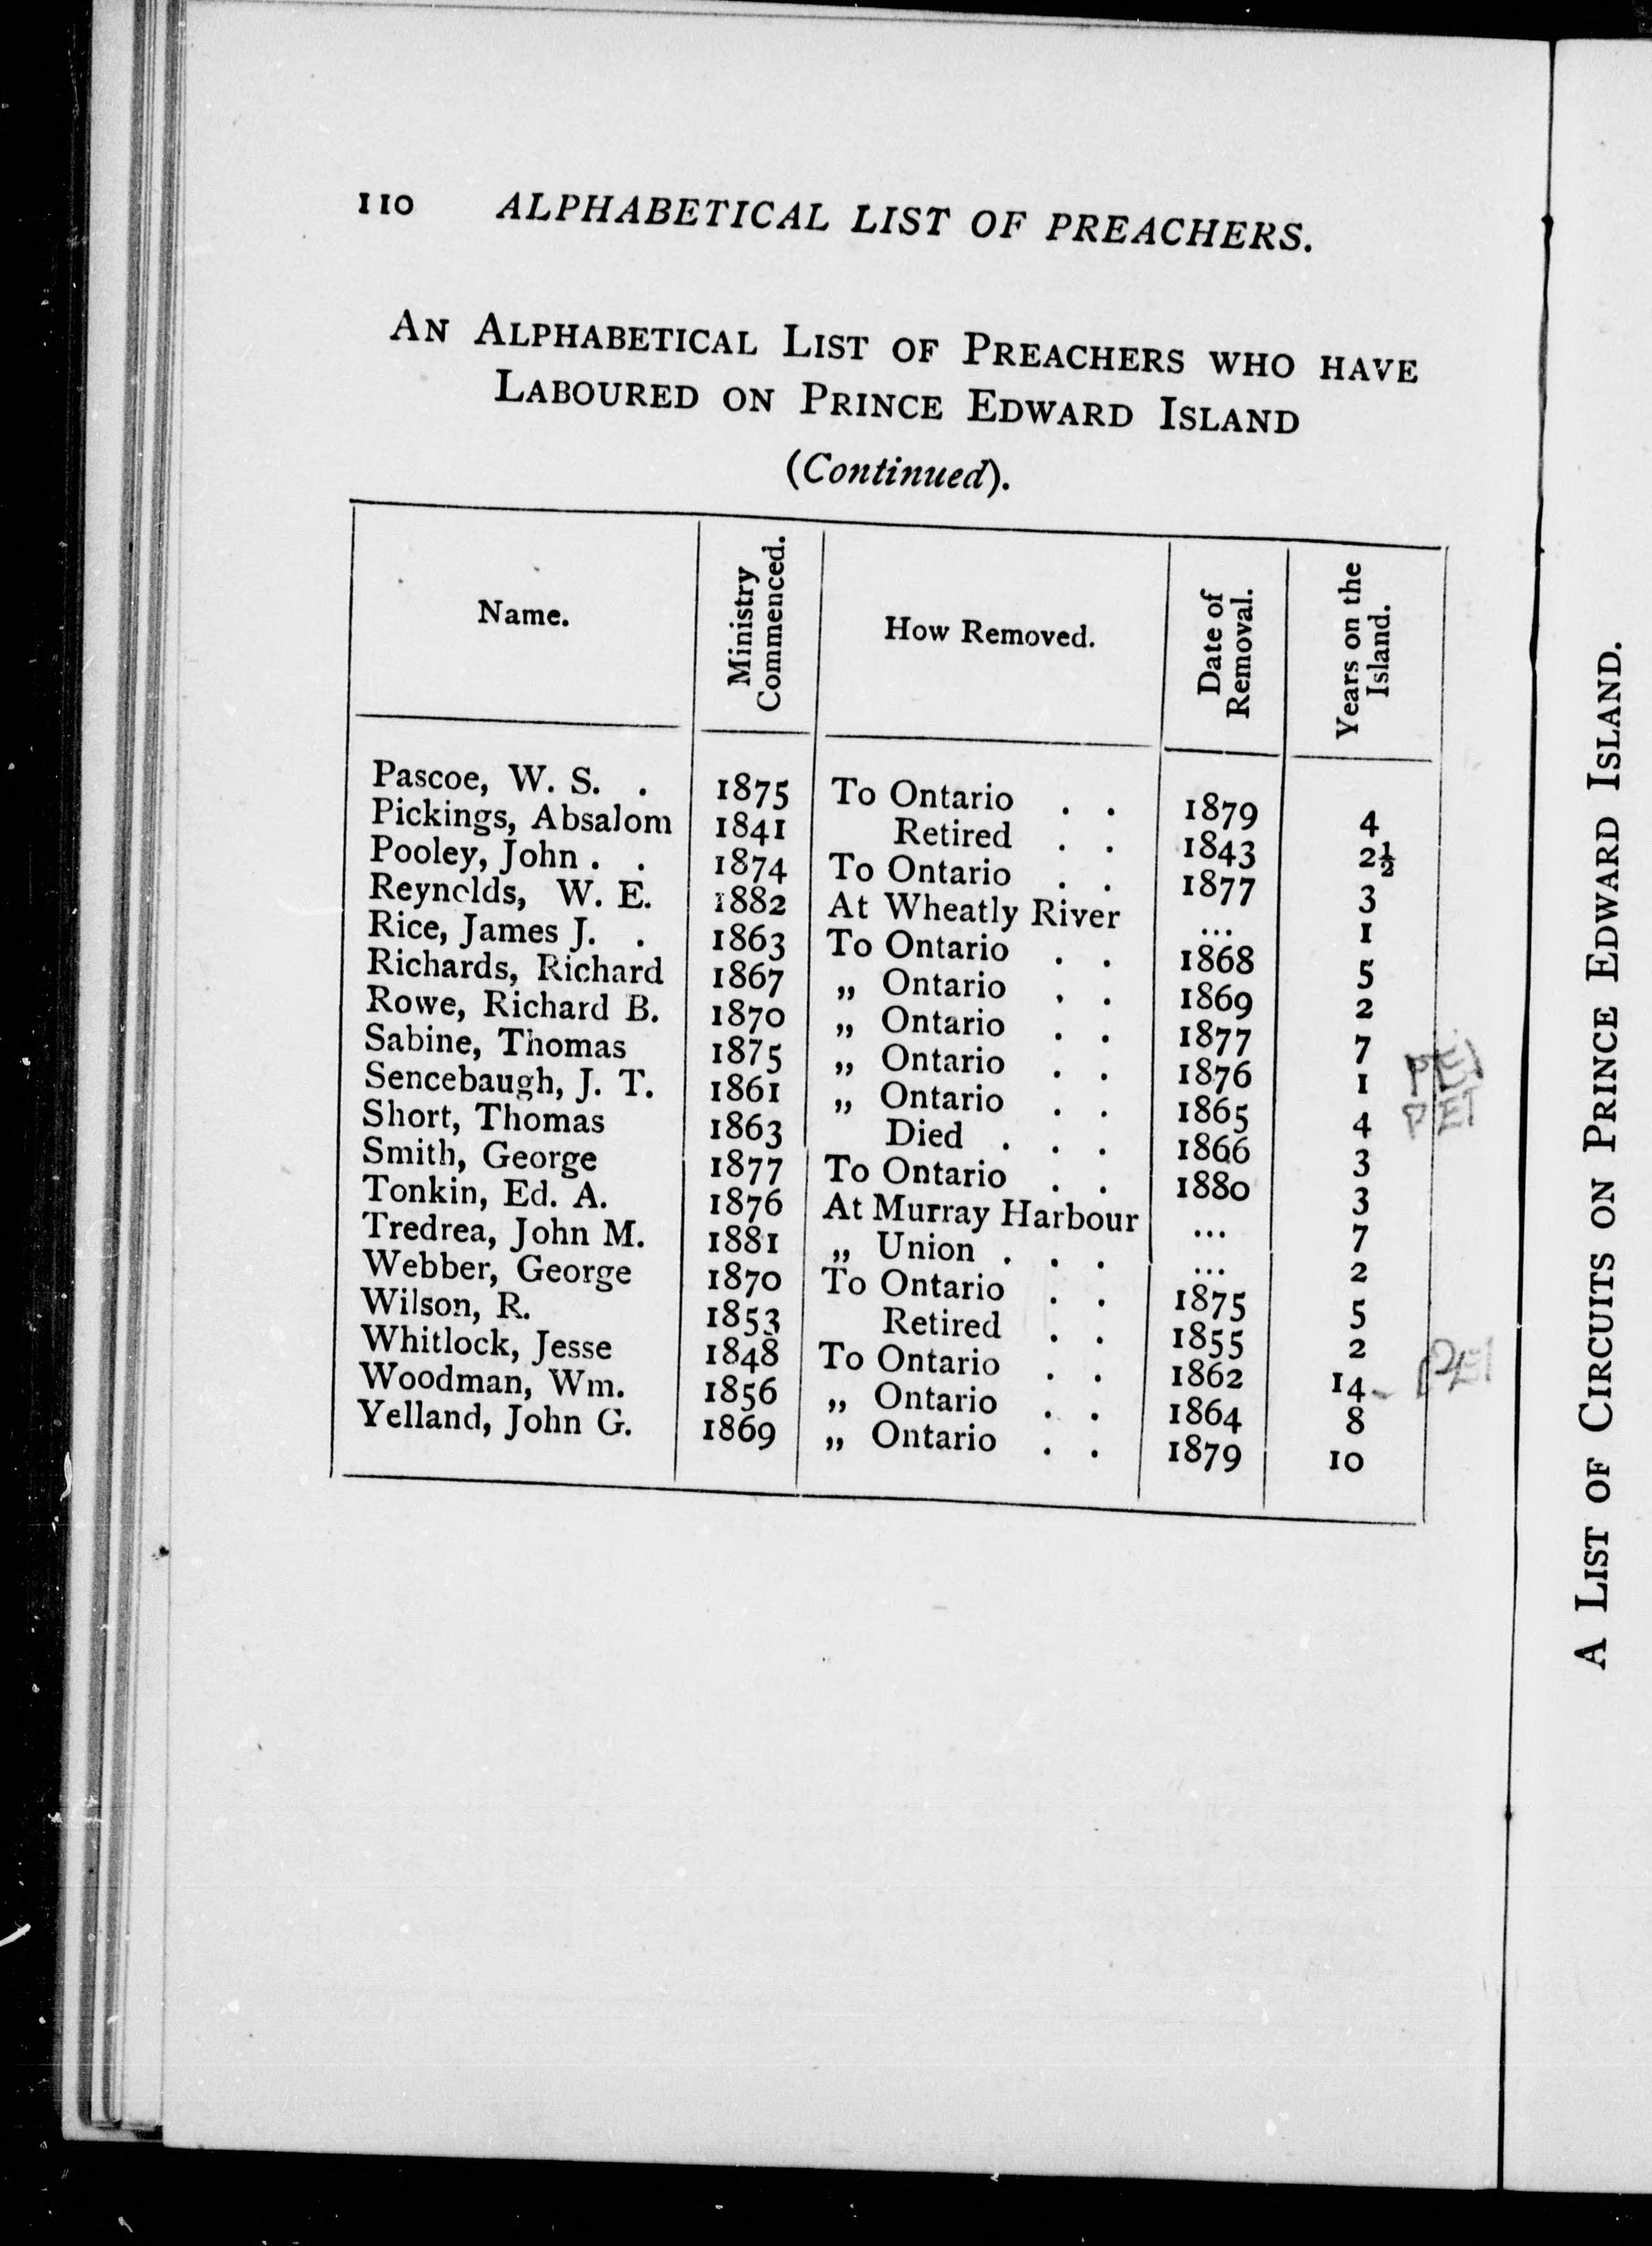 110 ALPHABETICAL LIST OF PREACHERS.
AN ALPHABETICAL LIST OF PREACHERS WHO HAVE
LABOURED ON PRINCE EDWARD ISLAND
(Continued).
Name. Ministry Commenced. How Removed. Date of Removal. Years on the Island.
Pascoe, W. S. . 1875 To Ontario . . 1879 4
Pickings, Absalom 1841 Retired . . 1843 2½
Pooley, John . . 1874 To Ontario . . 1877 3
Reynolds, W. E. 1882 At Wheatly River ... 1
Rice, James J. . 1863 To Ontario . . 1868 5
Richards, Richard 1867 „ Ontario . . 1869 2
Rowe, Richard B. 1870 „ Ontario . . 1877 7
Sabine, Thomas 1875 „ Ontario . . 1876 1 PEI
Sencebaugh, J. T. 1861 „ Ontario . . 1865 4 PEI
Short, Thomas 1863 Died . . . 1866 3
Smith, George 1877 To Ontario . . 1880 3
Tonkin, Ed. A. 1876 At Murray Harbour ... 7
Tredrea, John M. 1881 „ Union . . . ... 2
Webber, George 1870 To Ontario . . 1875 5
Wilson, R. 1853 Retired . . 1855 2
Whitlock, Jesse 1848 To Ontario . . 1862 14 - PEI
Woodman, Wm. 1856 „ Ontario . . 1864 8
Yelland, John G. 1869 „ Ontario . . 1879 10
A LIST OF CIRCUITS ON PRINCE EDWARD ISLAND.